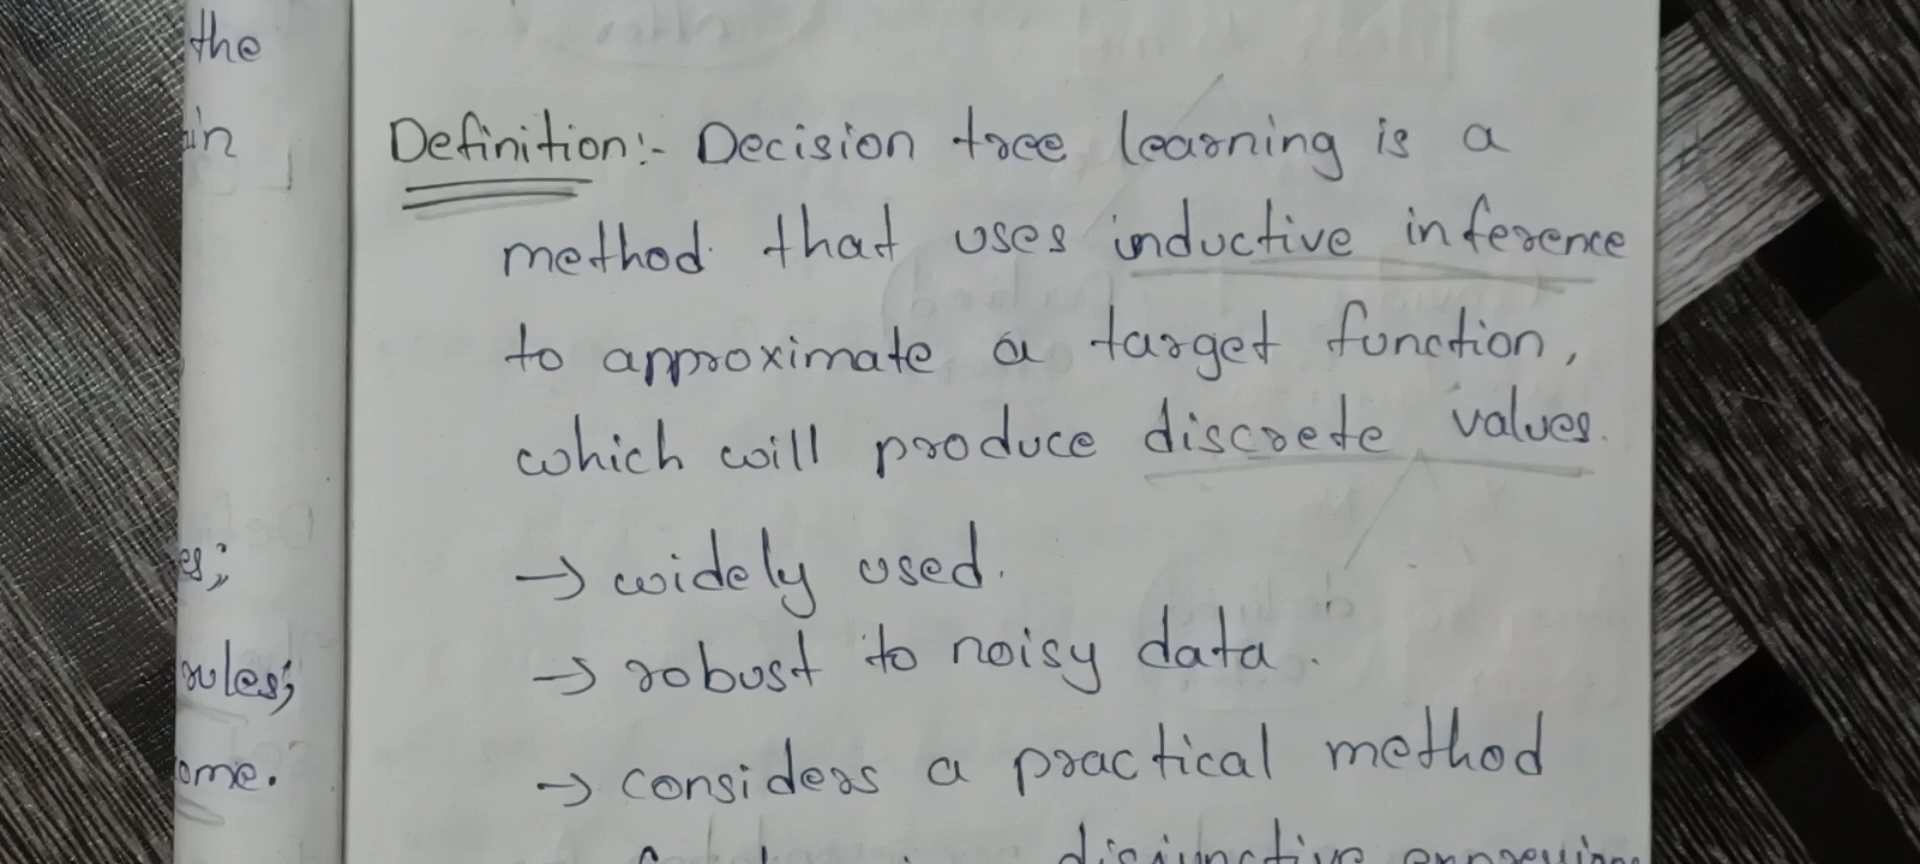 the
in
es;
rules;
ome.
Definition:- Decision tree learning is a
method that uses inductive inference
to approximate a target function,
which will produce discrete values.
→ widely used.
→ robust to noisy data.
→ considers a practical method
disjunctive